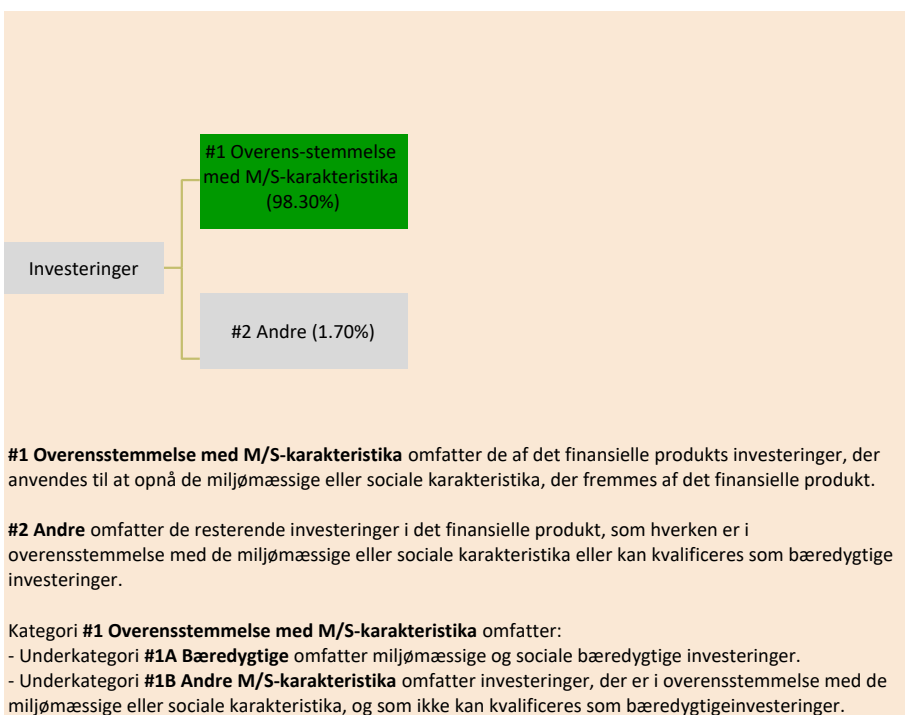 #1 Overens-stemmelse
med M/S-karakteristika
(98.30%)
Investeringer
#2 Andre (1.70%)
#1 Overensstemmelse med M/S-karakteristika omfatter de af det finansielle produkts investeringer, der
anvendes til at opnå de miljømæssige eller sociale karakteristika, der fremmes af det finansielle produkt.
#2 Andre omfatter de resterende investeringer i det finansielle produkt, som hverken er i
overensstemmelse med de miljømæssige eller sociale karakteristika eller kan kvalificeres som bæredygtige
investeringer.
Kategori #1 Overensstemmelse med M/S-karakteristika omfatter:
- Underkategori #1A Bæredygtige omfatter miljømæssige og sociale bæredygtige investeringer.
- Underkategori #1B Andre M/S-karakteristika omfatter investeringer, der er i overensstemmelse med de
miljømæssige eller sociale karakteristika, og som ikke kan kvalificeres som bæredygtigeinvesteringer.